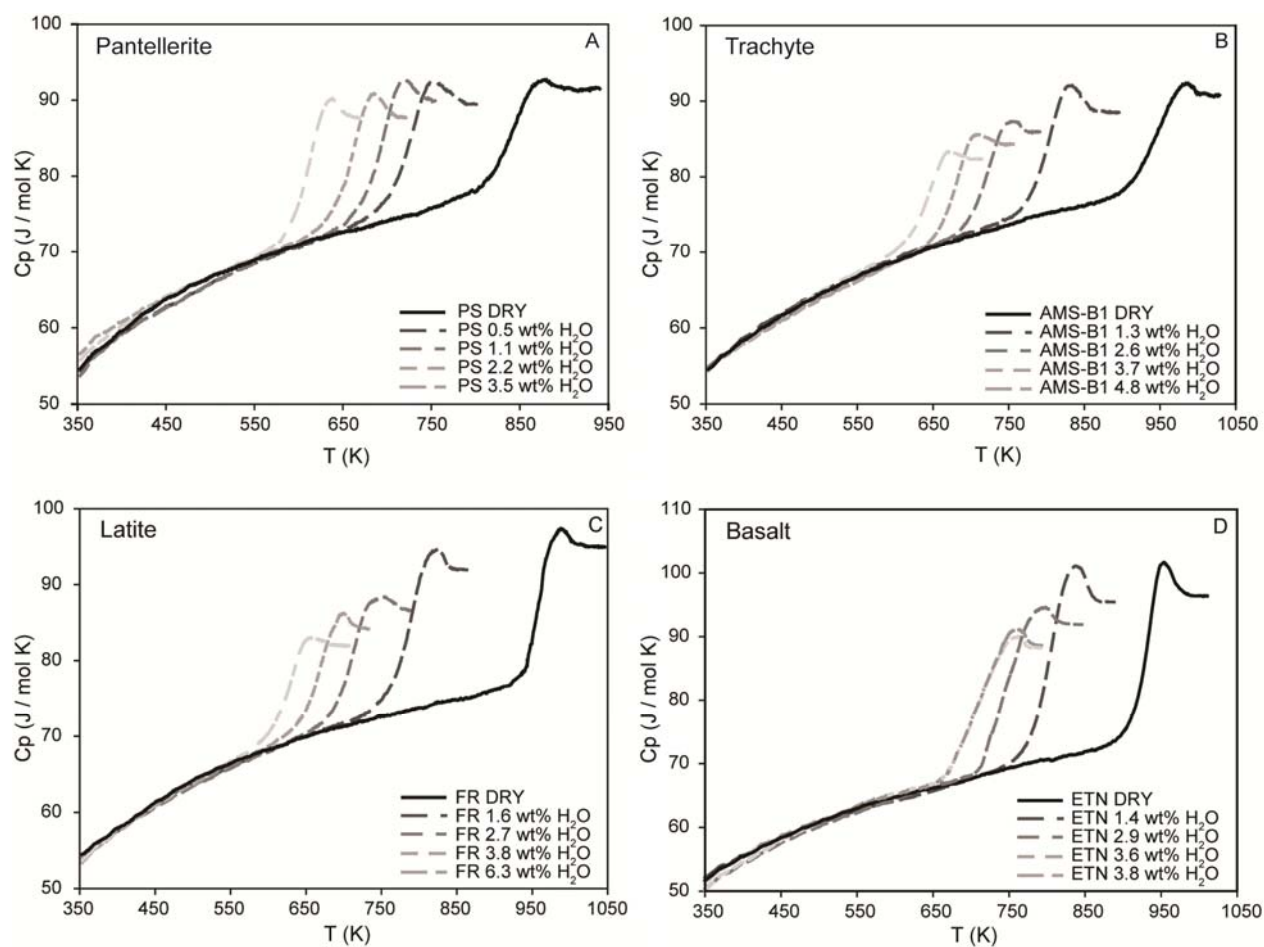 Pantellerite
A
100
90
80
70
60
50
Cp (J / mol K)
PS DRY
PS 0.5 wt% H2O
PS 1.1 wt% H2O
PS 2.2 wt% H2O
PS 3.5 wt% H2O
350 450 550 650 750 850 950
T (K)
Trachyte
B
100
90
80
70
60
50
Cp (J / mol K)
AMS-B1 DRY
AMS-B1 1.3 wt% H2O
AMS-B1 2.6 wt% H2O
AMS-B1 3.7 wt% H2O
AMS-B1 4.8 wt% H2O
350 450 550 650 750 850 950 1050
T (K)
Latite
C
100
90
80
70
60
50
Cp (J / mol K)
FR DRY
FR 1.6 wt% H2O
FR 2.7 wt% H2O
FR 3.8 wt% H2O
FR 6.3 wt% H2O
350 450 550 650 750 850 950 1050
T (K)
Basalt
D
110
100
90
80
70
60
50
Cp (J / mol K)
ETN DRY
ETN 1.4 wt% H2O
ETN 2.9 wt% H2O
ETN 3.6 wt% H2O
ETN 3.8 wt% H2O
350 450 550 650 750 850 950 1050
T (K)